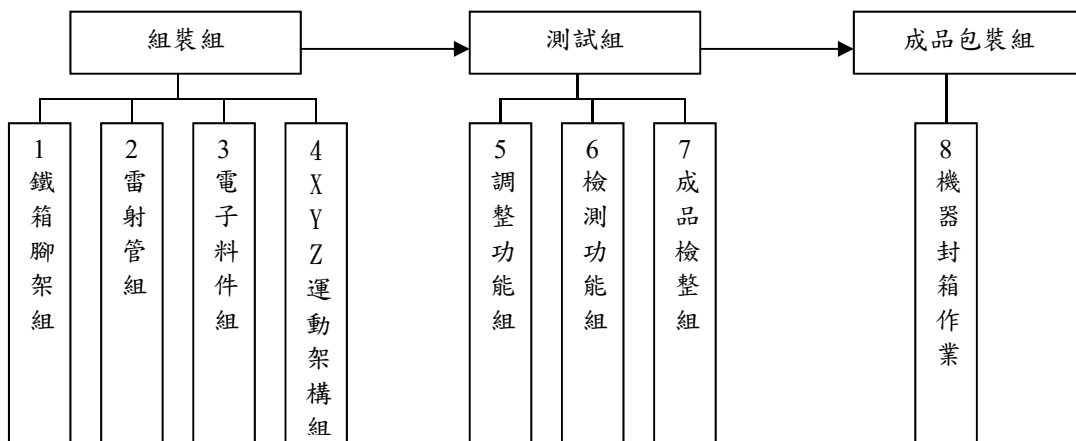 組裝組
測試組
成品包裝組
1鐵箱腳架組
2雷射管組
3電子料件組
4XYZ運動架構組
5調整功能組
6檢測功能組
7成品檢整組
8機器封箱作業